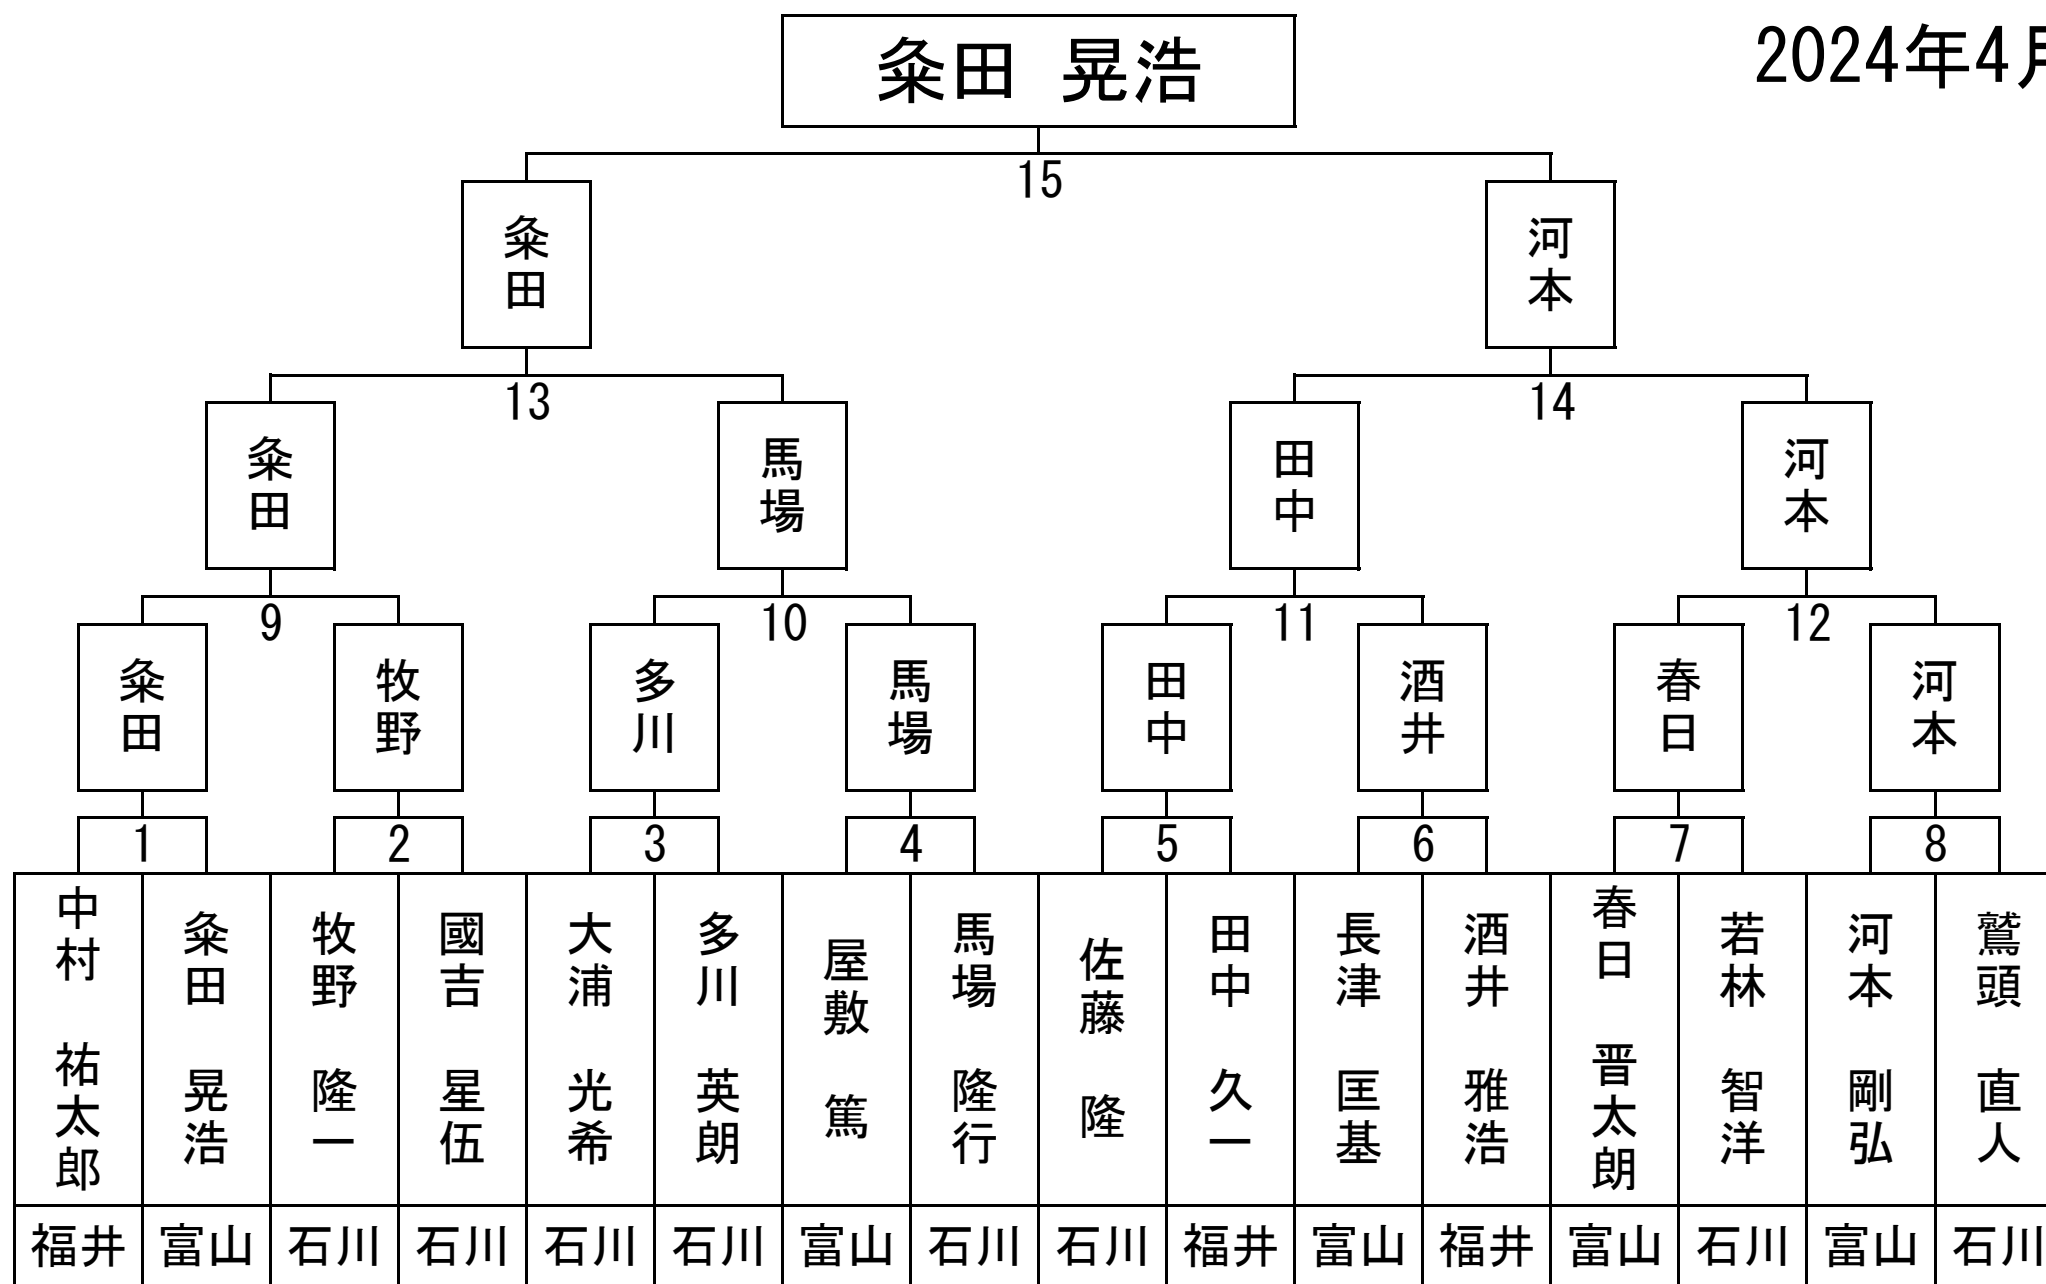 粂田 晃浩
2024年4月
15
粂田
河本
13
14
粂田
馬場
田中
河本
9
10
11
12
粂田
牧野
多川
馬場
田中
酒井
春日
河本
1
2
3
4
5
6
7
8
中村 祐太郎
粂田 晃浩
牧野 隆一
國吉 星伍
大浦 光希
多川 英朗
屋敷 篤
馬場 隆行
佐藤 隆
田中 久一
長津 匡基
酒井 雅浩
春日 晋太朗
若林 智洋
河本 剛弘
鷲頭 直人
福井
富山
石川
石川
石川
石川
富山
石川
石川
福井
富山
福井
富山
石川
富山
石川